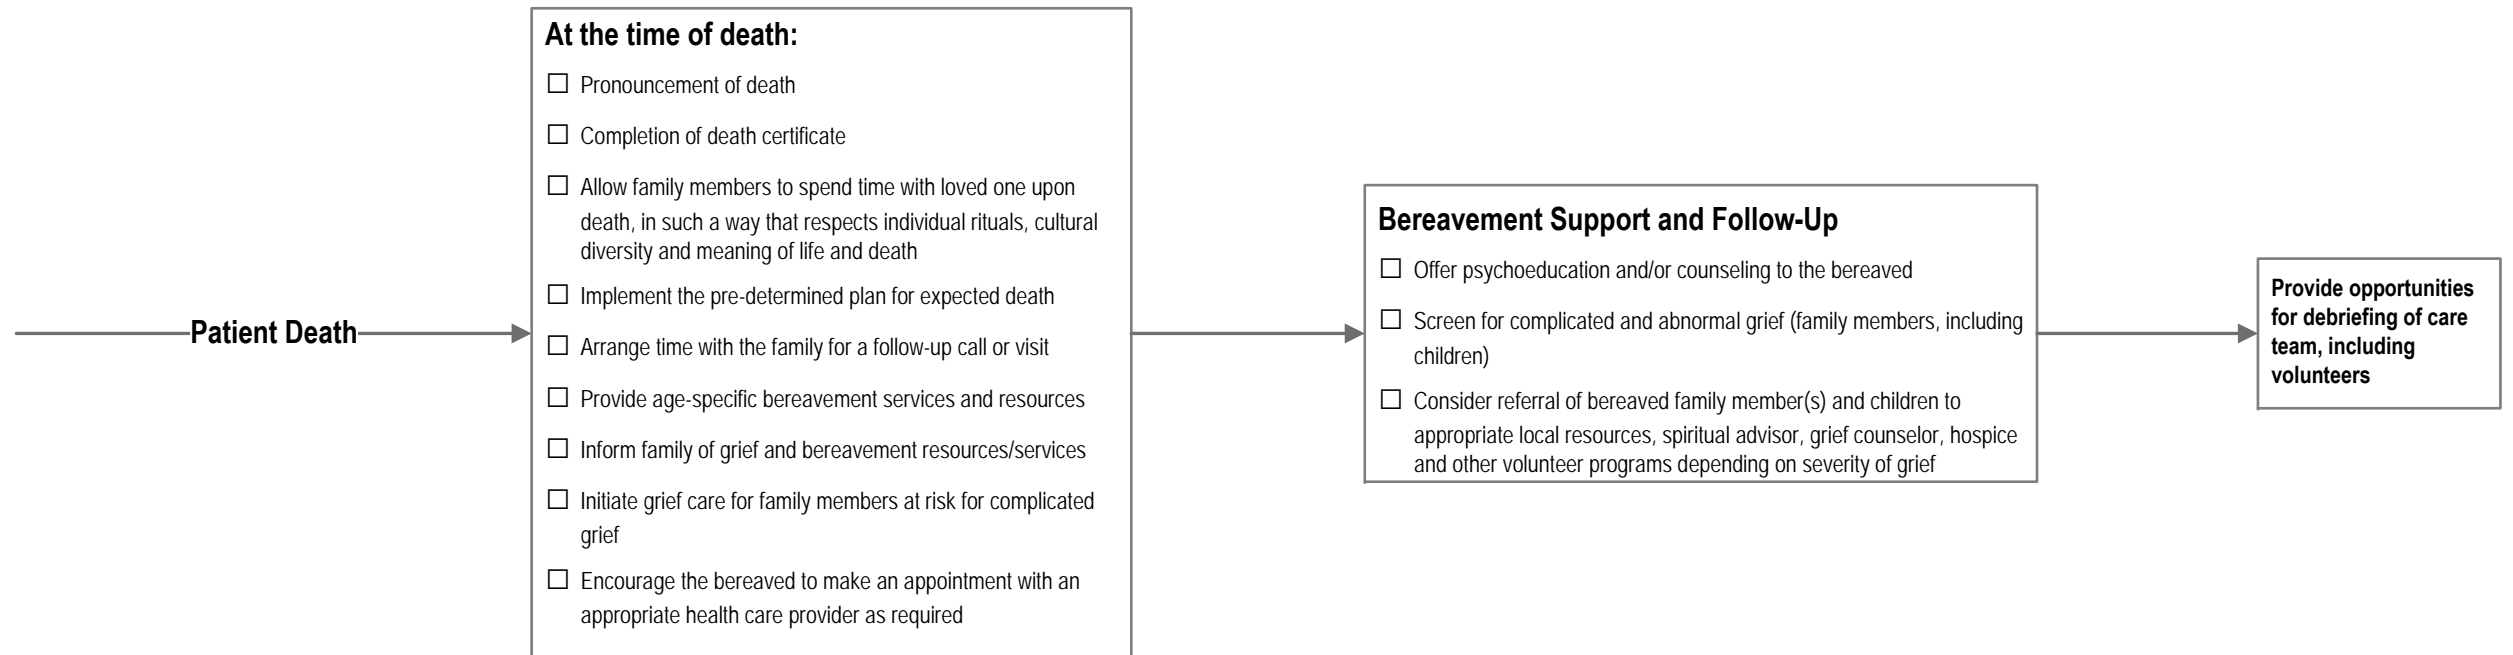 Patient Death
At the time of death:
☐ Pronouncement of death
☐ Completion of death certificate
☐ Allow family members to spend time with loved one upon
death, in such a way that respects individual rituals, cultural
diversity and meaning of life and death
☐ Implement the pre-determined plan for expected death
☐ Arrange time with the family for a follow-up call or visit
☐ Provide age-specific bereavement services and resources
☐ Inform family of grief and bereavement resources/services
☐ Initiate grief care for family members at risk for complicated
grief
☐ Encourage the bereaved to make an appointment with an
appropriate health care provider as required
Bereavement Support and Follow-Up
☐ Offer psychoeducation and/or counseling to the bereaved
☐ Screen for complicated and abnormal grief (family members, including
children)
☐ Consider referral of bereaved family member(s) and children to
appropriate local resources, spiritual advisor, grief counselor, hospice
and other volunteer programs depending on severity of grief
Provide opportunities
for debriefing of care
team, including
volunteers